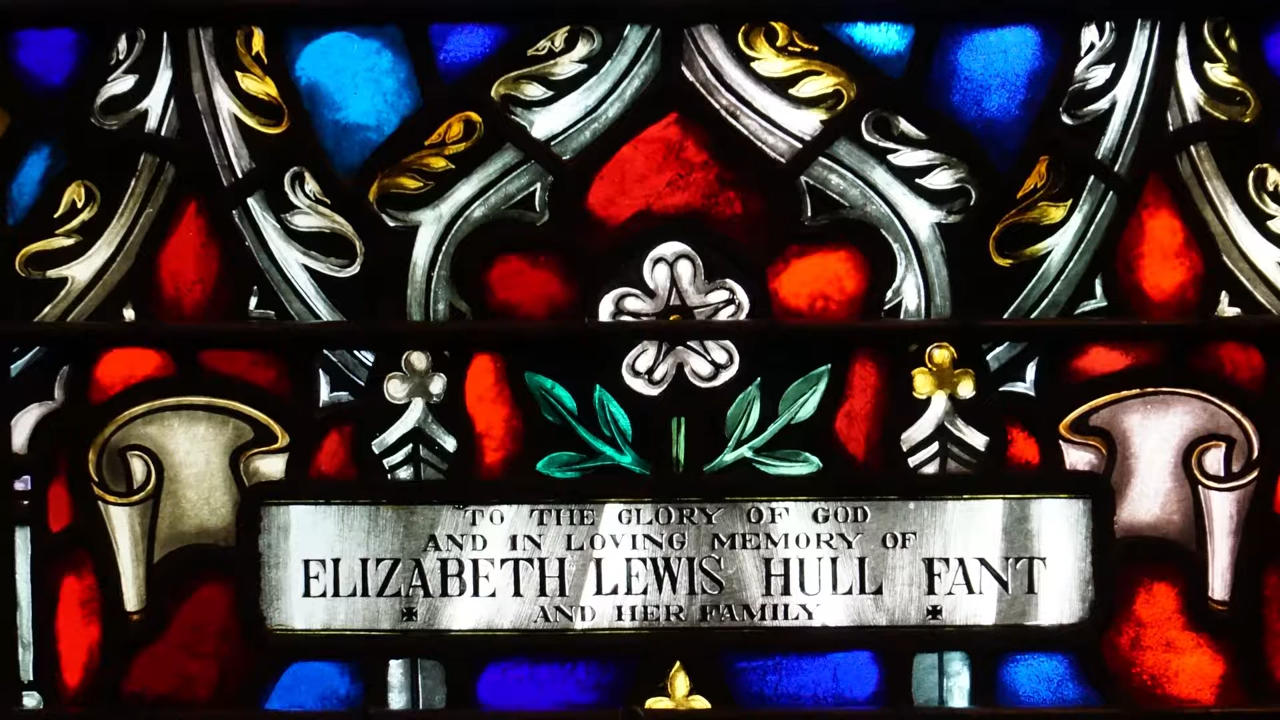 TO THE GLORY OF GOD
AND IN LOVING MEMORY OF
ELIZABETH LEWIS HULL FANT
AND HER FAMILY